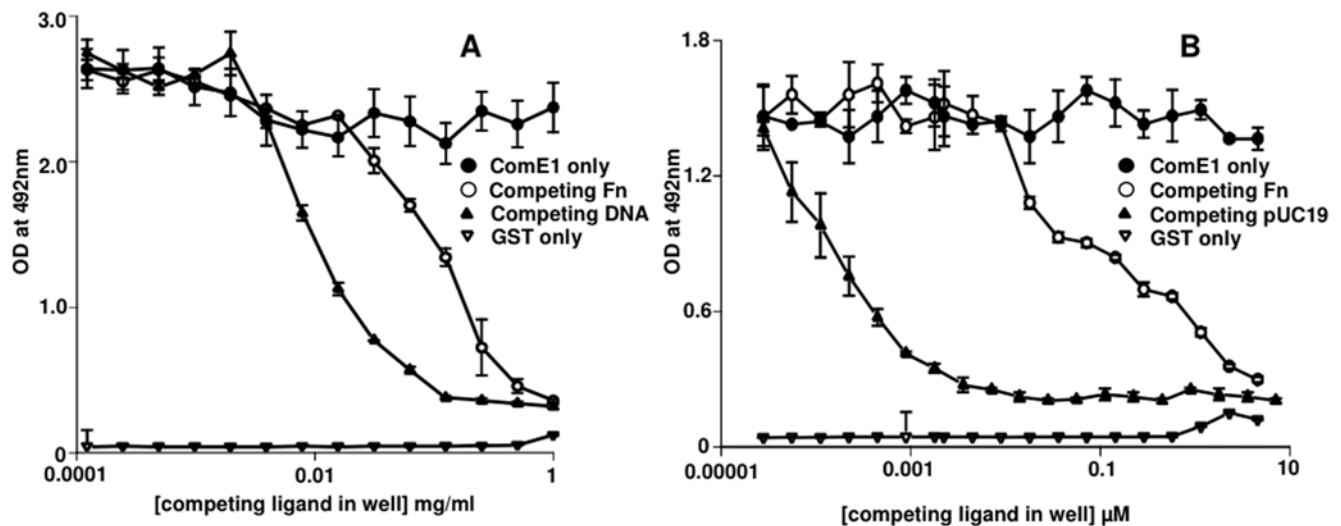 A
3.0
2.0
1.0
0
OD at 492nm
ComE1 only
Competing Fn
Competing DNA
GST only
0.0001
0.01
1
[competing ligand in well] mg/ml
B
1.8
1.2
0.6
0
OD at 492nm
ComE1 only
Competing Fn
Competing pUC19
GST only
0.00001
0.001
0.1
10
[competing ligand in well] µM